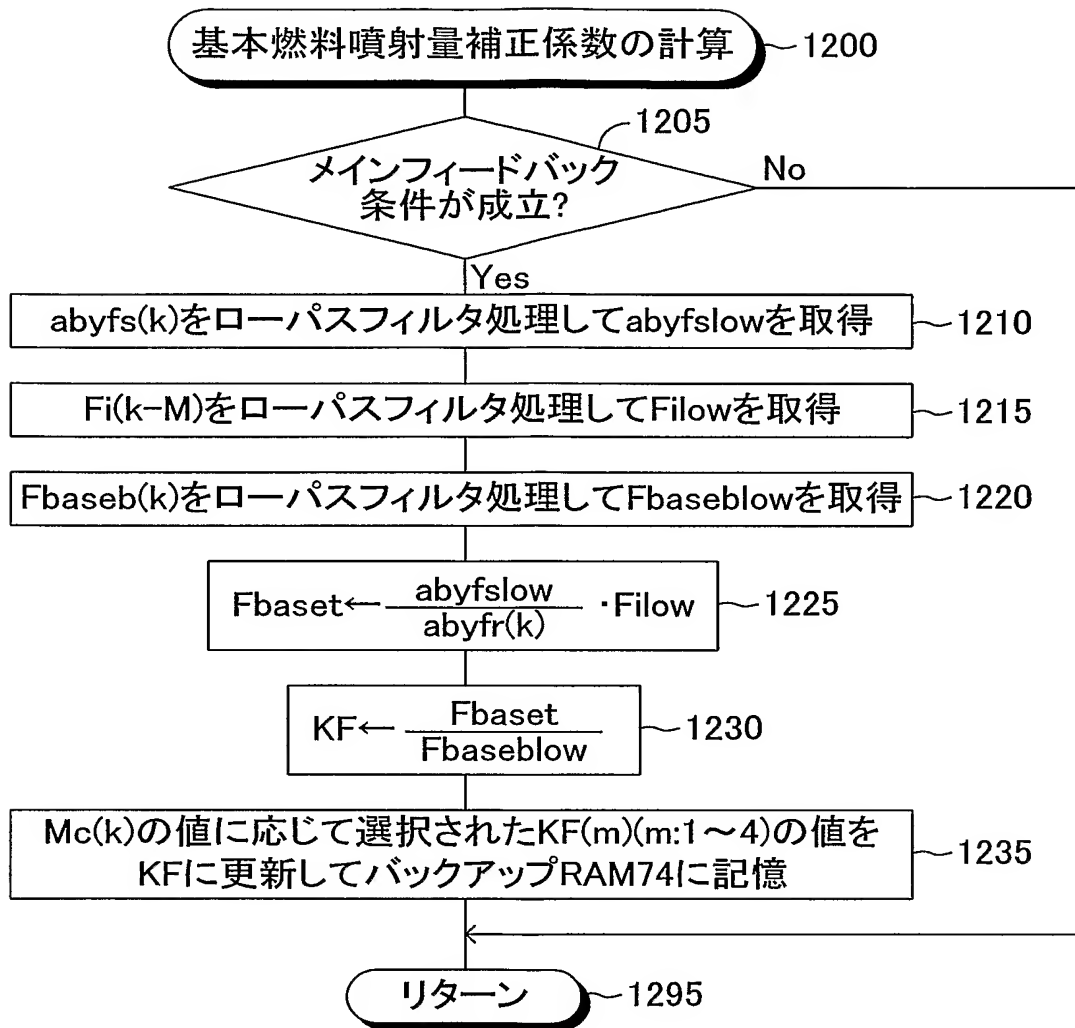 基本燃料噴射量補正係数の計算
1200
1205
メインフィードバック
条件が成立?
No
Yes
abyfs(k)をローパスフィルタ処理してabyfslowを取得
1210
Fi(k-M)をローパスフィルタ処理してFilowを取得
1215
Fbaseb(k)をローパスフィルタ処理してFbaseblowを取得
1220
Fbaset← abyfslow / abyfr(k) ・Filow
1225
KF← Fbaset / Fbaseblow
1230
Mc(k)の値に応じて選択されたKF(m)(m:1~4)の値を
KFに更新してバックアップRAM74に記憶
1235
リターン
1295